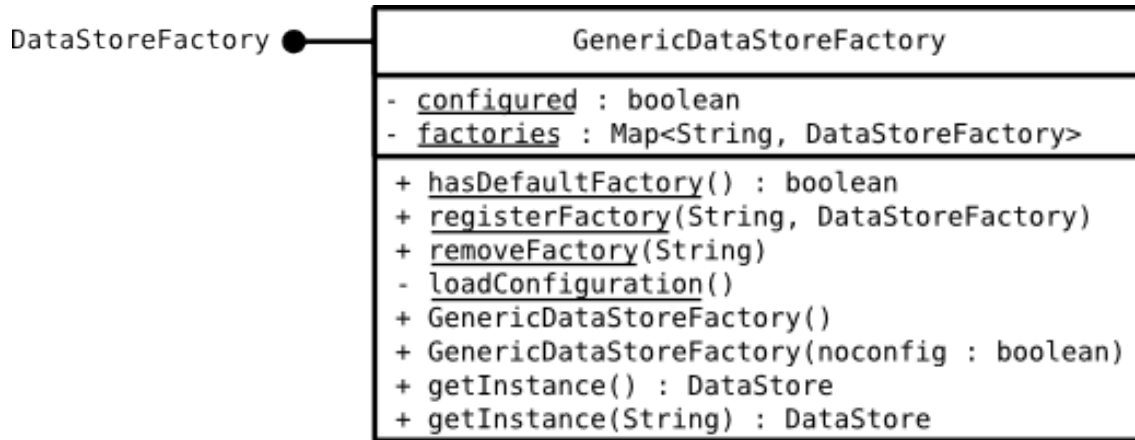 DataStoreFactory
GenericDataStoreFactory
- configured : boolean
- factories : Map<String, DataStoreFactory>
+ hasDefaultFactory() : boolean
+ registerFactory(String, DataStoreFactory)
+ removeFactory(String)
- loadConfiguration()
+ GenericDataStoreFactory()
+ GenericDataStoreFactory(noconfig : boolean)
+ getInstance() : DataStore
+ getInstance(String) : DataStore